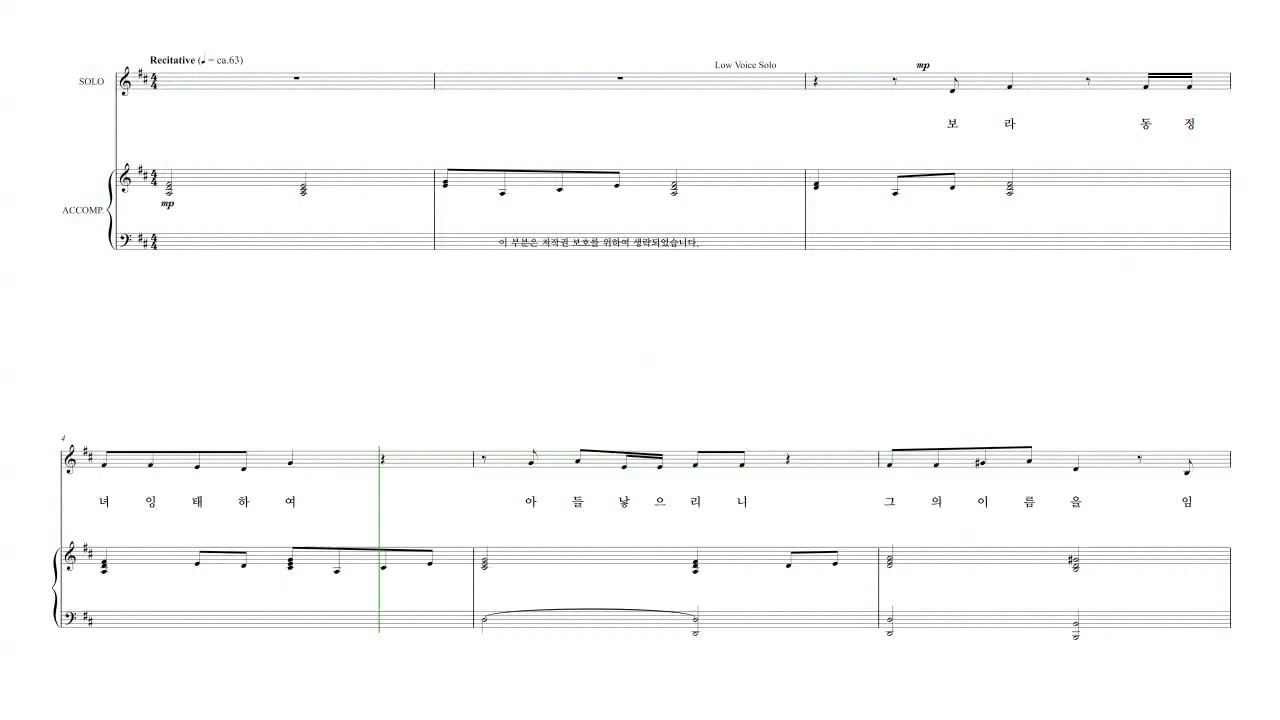 Recitative (♩ = ca.63)
Low Voice Solo
mp
SOLO
보 라 동 정
mp
ACCOMP.
이 부분은 저작권 보호를 위하여 생략되었습니다.
4
녀 잉 태 하 여 아 들 낳 으 리 니 그 의 이 름 을 임